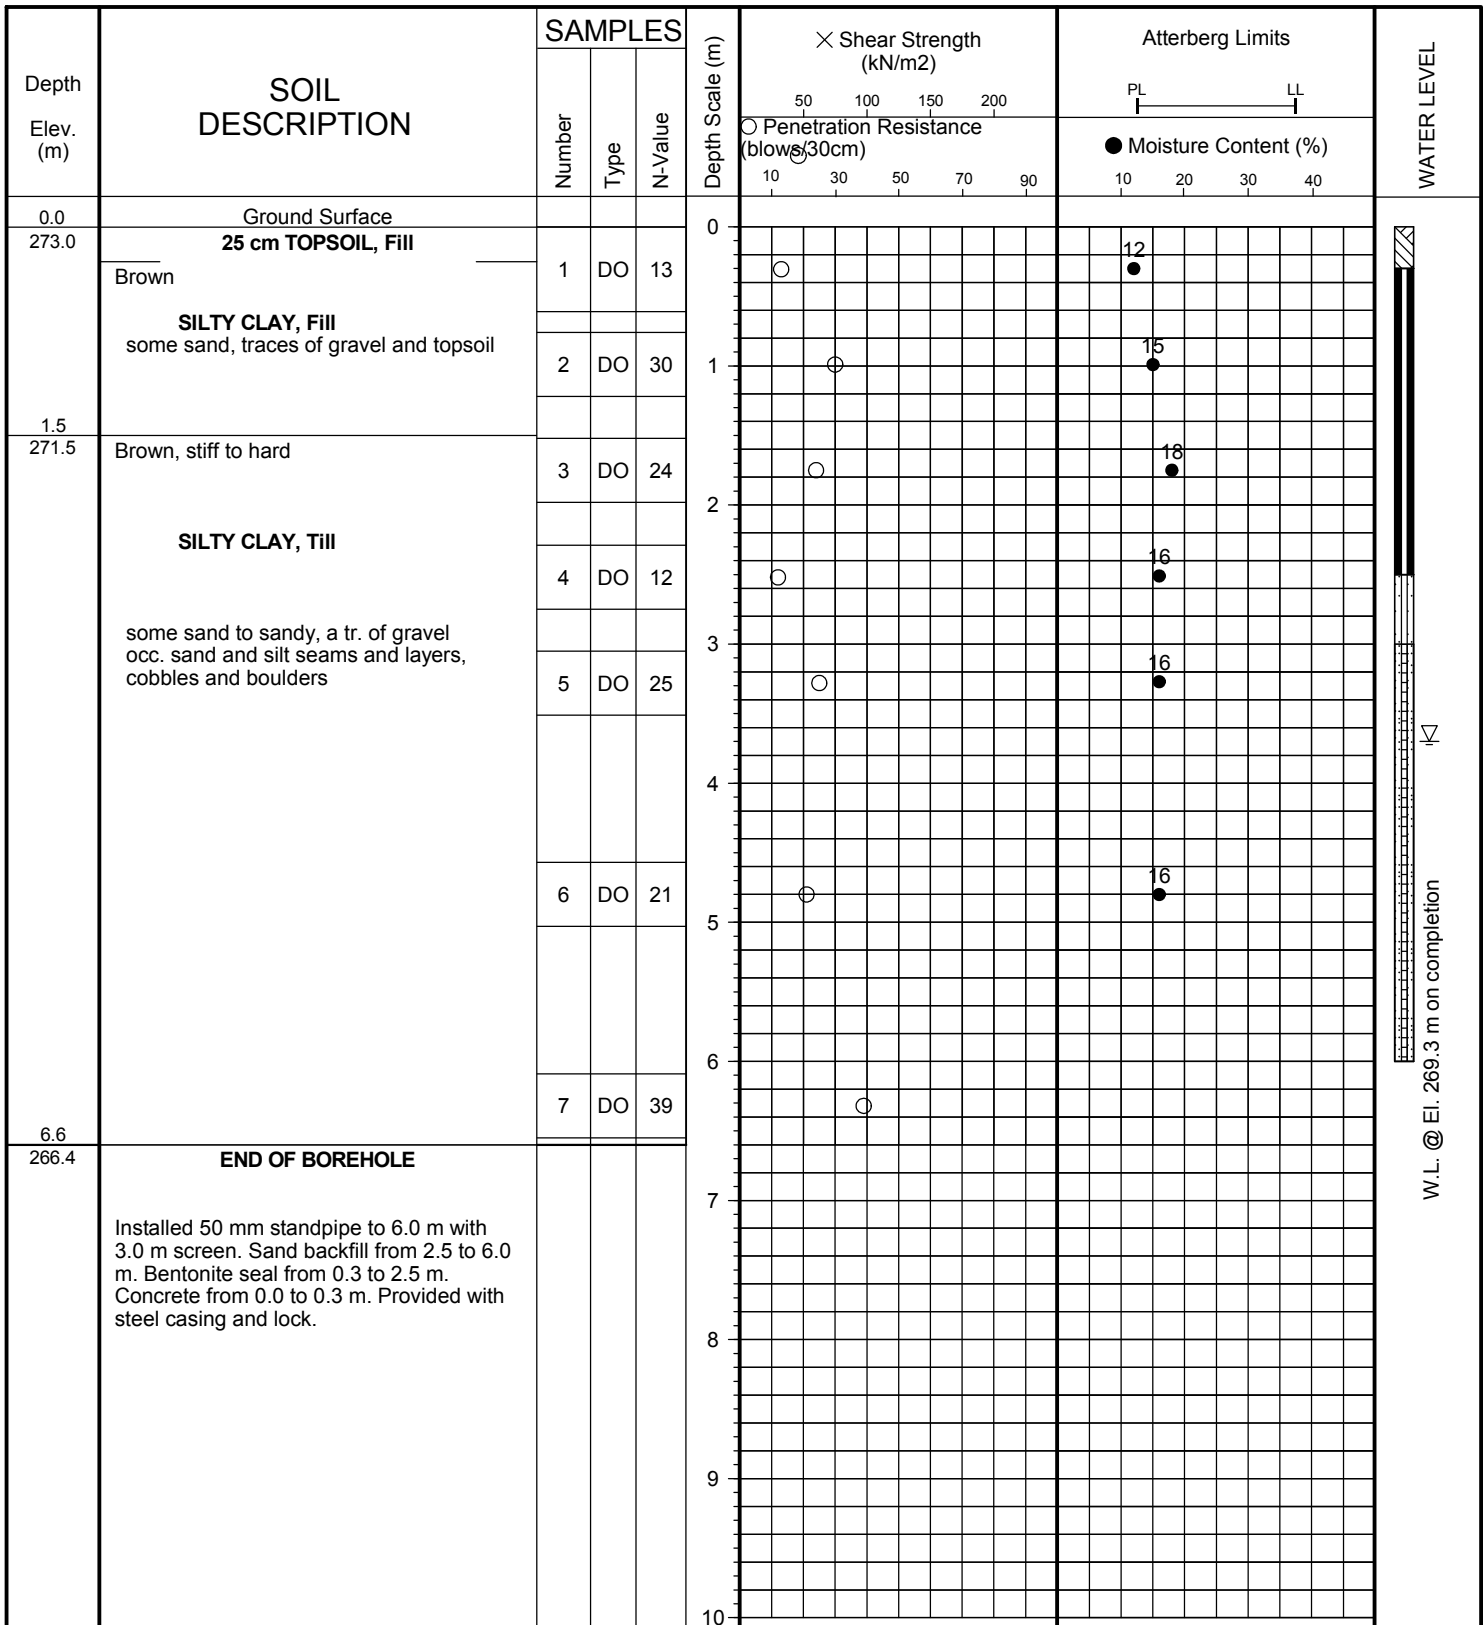 Depth
Elev.
(m)
SOIL
DESCRIPTION
SAMPLES
Number
Type
N-Value
Depth Scale (m)
× Shear Strength
(kN/m2)
50 100 150 200
Penetration Resistance
(blows/30cm)
10 30 50 70 90
Atterberg Limits
PL LL
● Moisture Content (%)
10 20 30 40
WATER LEVEL
0.0 Ground Surface
0
273.0 25 cm TOPSOIL, Fill
12
Brown
1 DO 13
SILTY CLAY, Fill
some sand, traces of gravel and topsoil
15
2 DO 30
1
1.5
271.5 Brown, stiff to hard
18
3 DO 24
2
SILTY CLAY, Till
16
4 DO 12
some sand to sandy, a tr. of gravel
occ. sand and silt seams and layers,
cobbles and boulders
3
16
5 DO 25
4
16
6 DO 21
5
6
7 DO 39
6.6
266.4 END OF BOREHOLE
W.L. @ El. 269.3 m on completion
7
Installed 50 mm standpipe to 6.0 m with
3.0 m screen. Sand backfill from 2.5 to 6.0
m. Bentonite seal from 0.3 to 2.5 m.
Concrete from 0.0 to 0.3 m. Provided with
steel casing and lock.
8
9
10